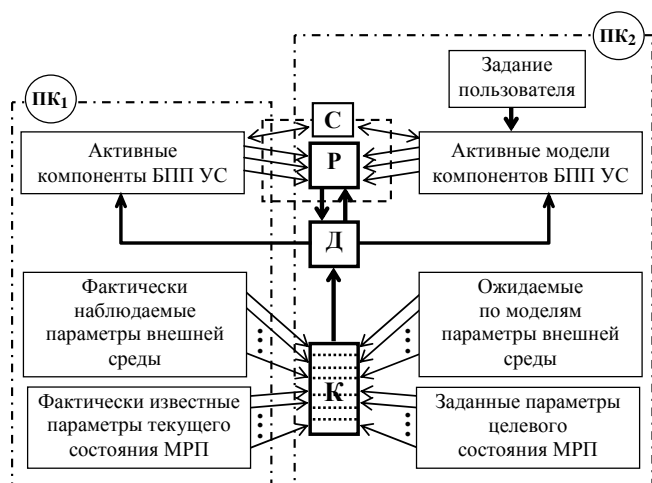 ПК₂
Задание
пользователя
ПК₁
С
Активные
компоненты БПП УС
Р
Активные модели
компонентов БПП УС
Д
Фактически
наблюдаемые
параметры внешней
среды
Ожидаемые
по моделям
параметры внешней
среды
К
Фактически известные
параметры текущего
состояния МРП
Заданные параметры
целевого
состояния МРП